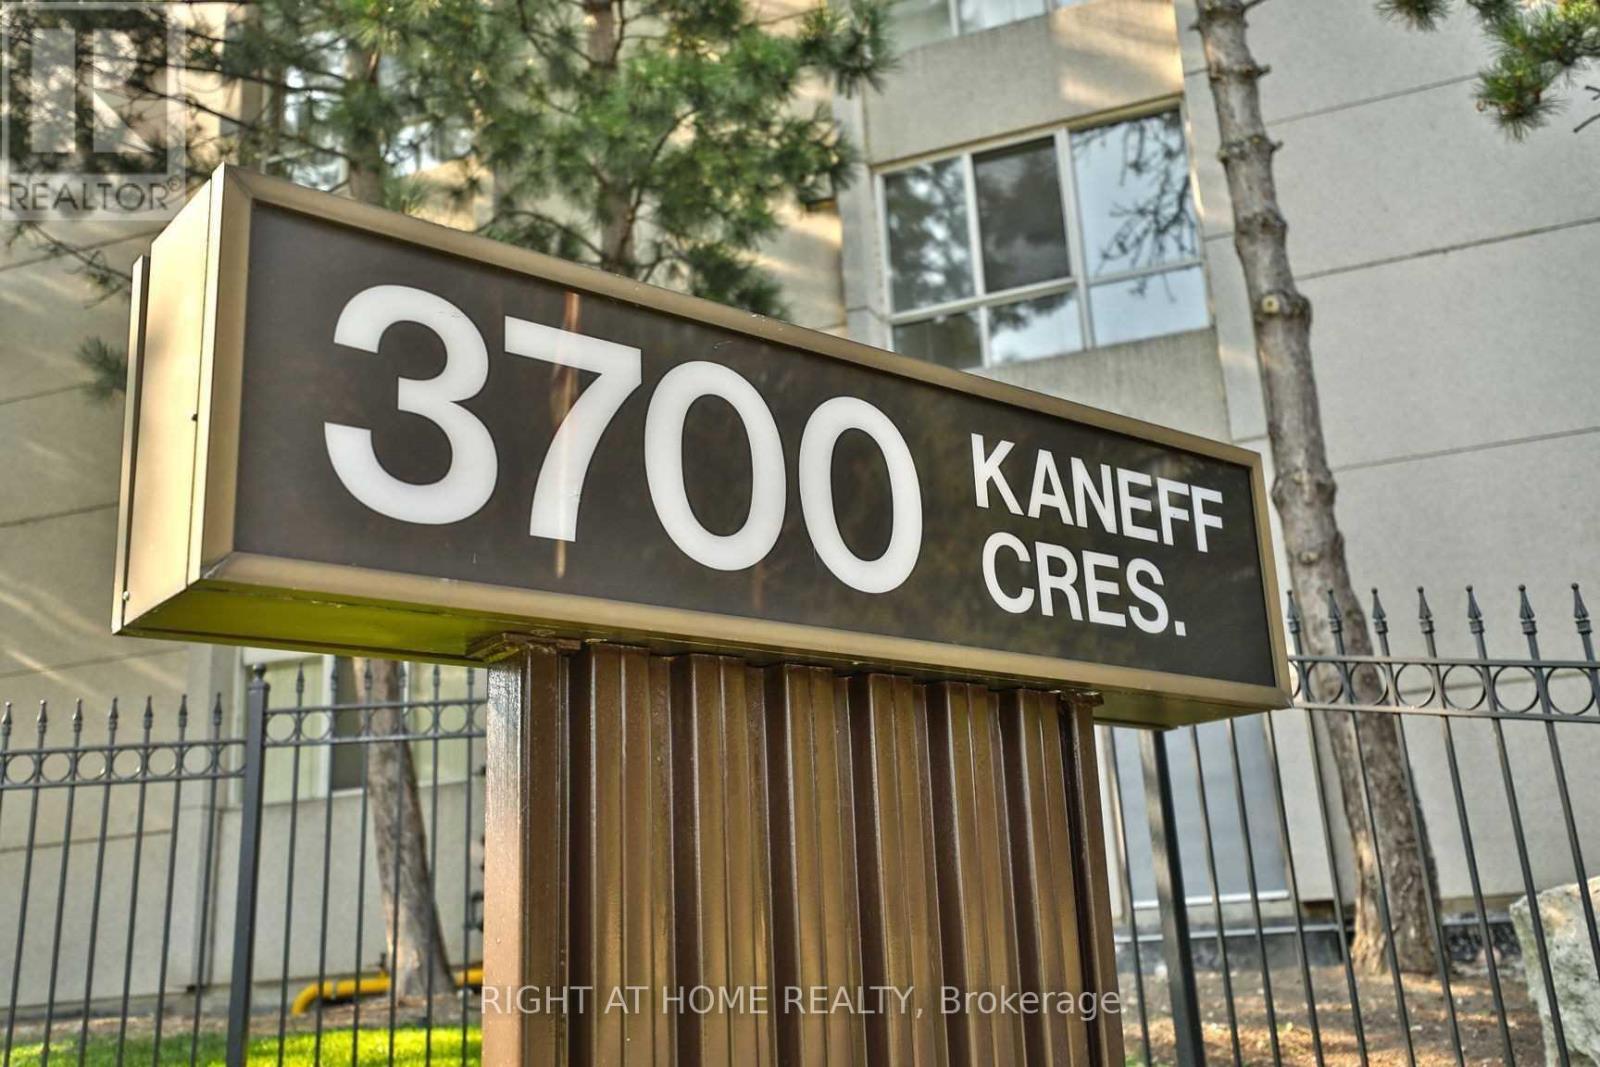 REALTOR®
3700
KANEFF
CRES.
RIGHT AT HOME REALTY, Brokerage.